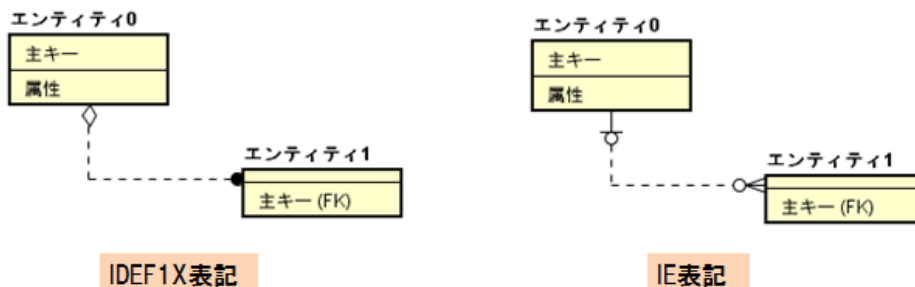 エンティティ0
主キー
属性
エンティティ1
主キー (FK)
IDEF1X表記
エンティティ0
主キー
属性
エンティティ1
主キー (FK)
IE表記